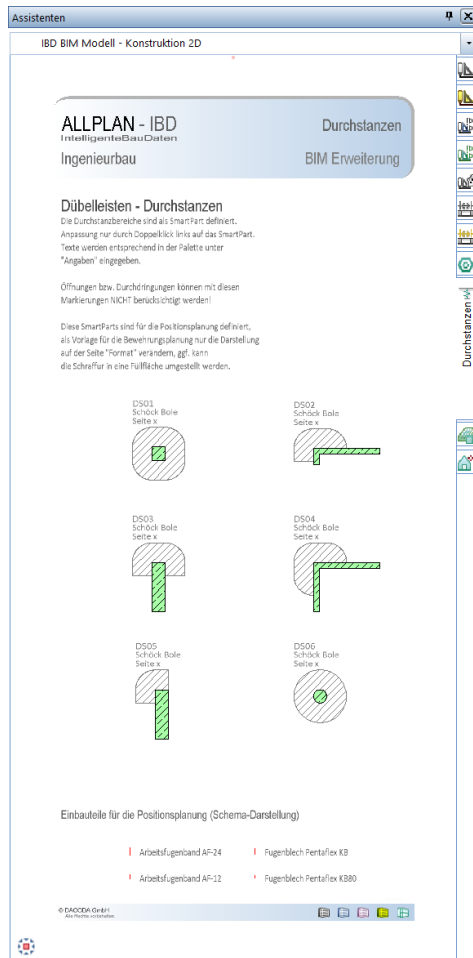 Assistenten
IBD BIM Modell - Konstruktion 2D
ALLPLAN - IBD
IntelligenteBauDaten
Durchstanzen
Ingenieurbau
BIM Erweiterung
Dübelleisten - Durchstanzen
Die Durchstanzbereiche sind als SmartPart definiert.
Anpassung nur durch Doppelklick links auf das SmartPart.
Texte werden entsprechend in der Palette unter
"Angaben" eingegeben.
Öffnungen bzw. Durchdringungen können mit diesen
Markierungen NICHT berücksichtigt werden!
Diese SmartParts sind für die Positionsplanung definiert,
als Vorlage für die Bewehrungsplanung nur die Darstellung
auf der Seite "Format" verändern, ggf. kann
die Schraffur in eine Füllfläche umgestellt werden.
DS01
Schöck Bole
Seite x
DS02
Schöck Bole
Seite x
DS03
Schöck Bole
Seite x
DS04
Schöck Bole
Seite x
DS05
Schöck Bole
Seite x
DS06
Schöck Bole
Seite x
Einbauteile für die Positionsplanung (Schema-Darstellung)
Arbeitsfugenband AF-24
Fugenblech Pentaflex KB
Arbeitsfugenband AF-12
Fugenblech Pentaflex KB80
© DACODA GmbH
Alle Rechte vorbehalten
Durchstanzen